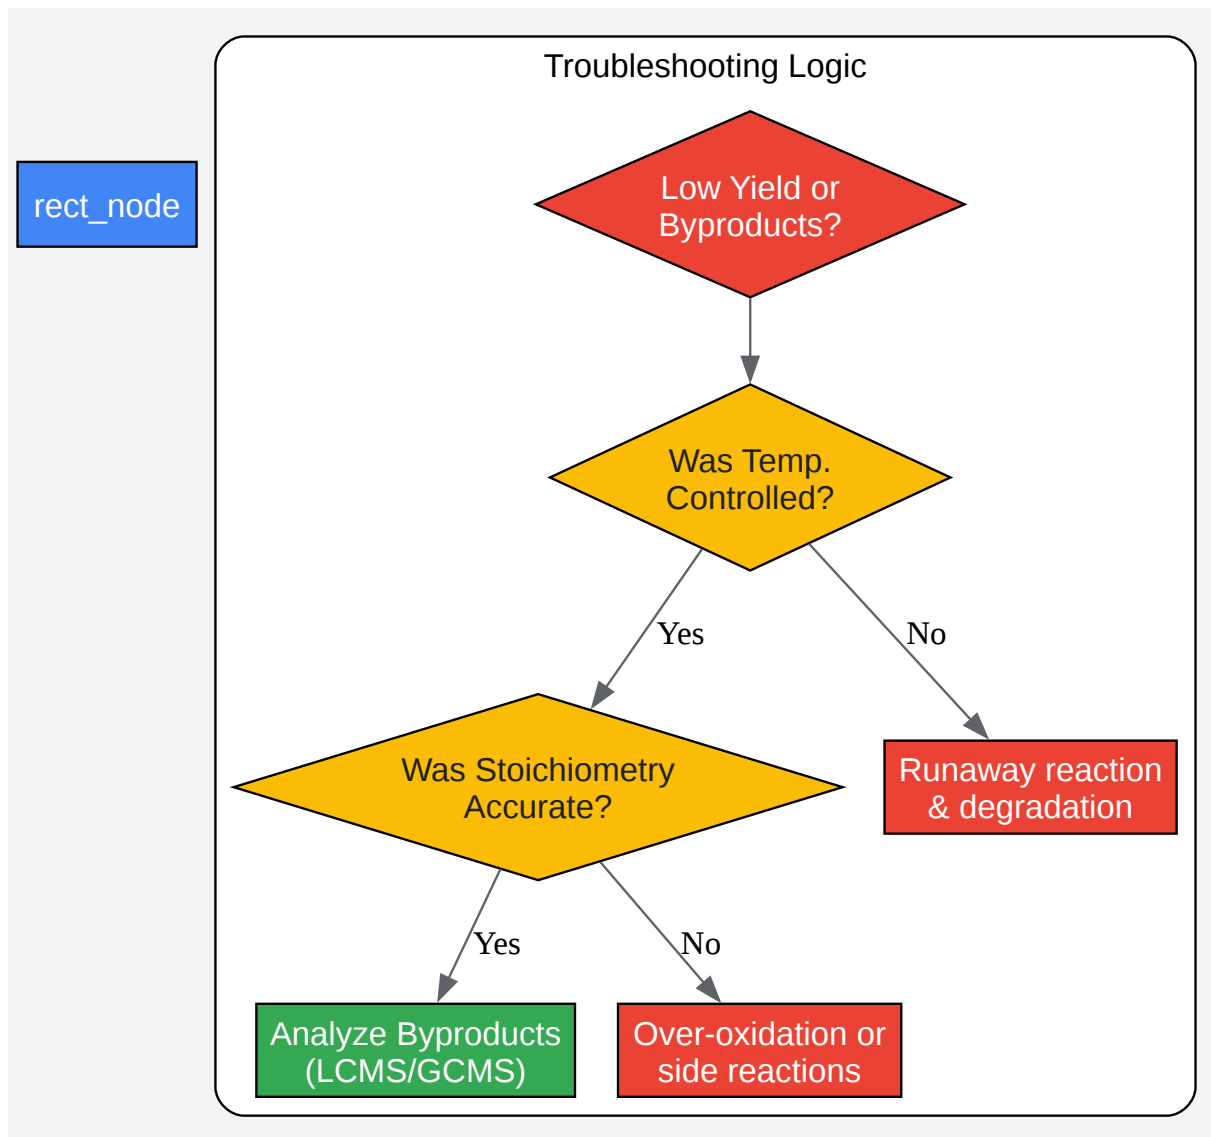 Troubleshooting Logic
rect_node
Low Yield or
Byproducts?
Was Temp.
Controlled?
Yes
No
Was Stoichiometry
Accurate?
Runaway reaction
& degradation
Yes
No
Analyze Byproducts
(LCMS/GCMS)
Over-oxidation or
side reactions